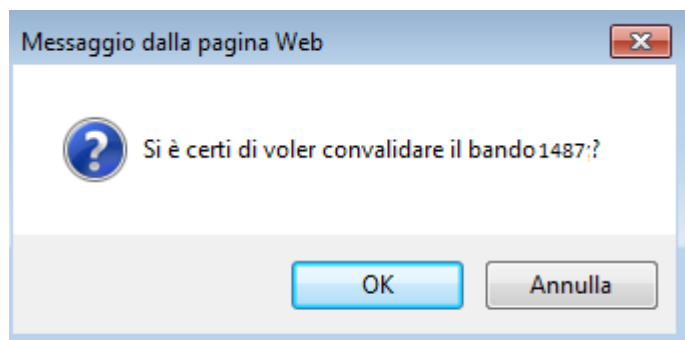 Messaggio dalla pagina Web
Si è certi di voler convalidare il bando 1487;?
OK
Annulla